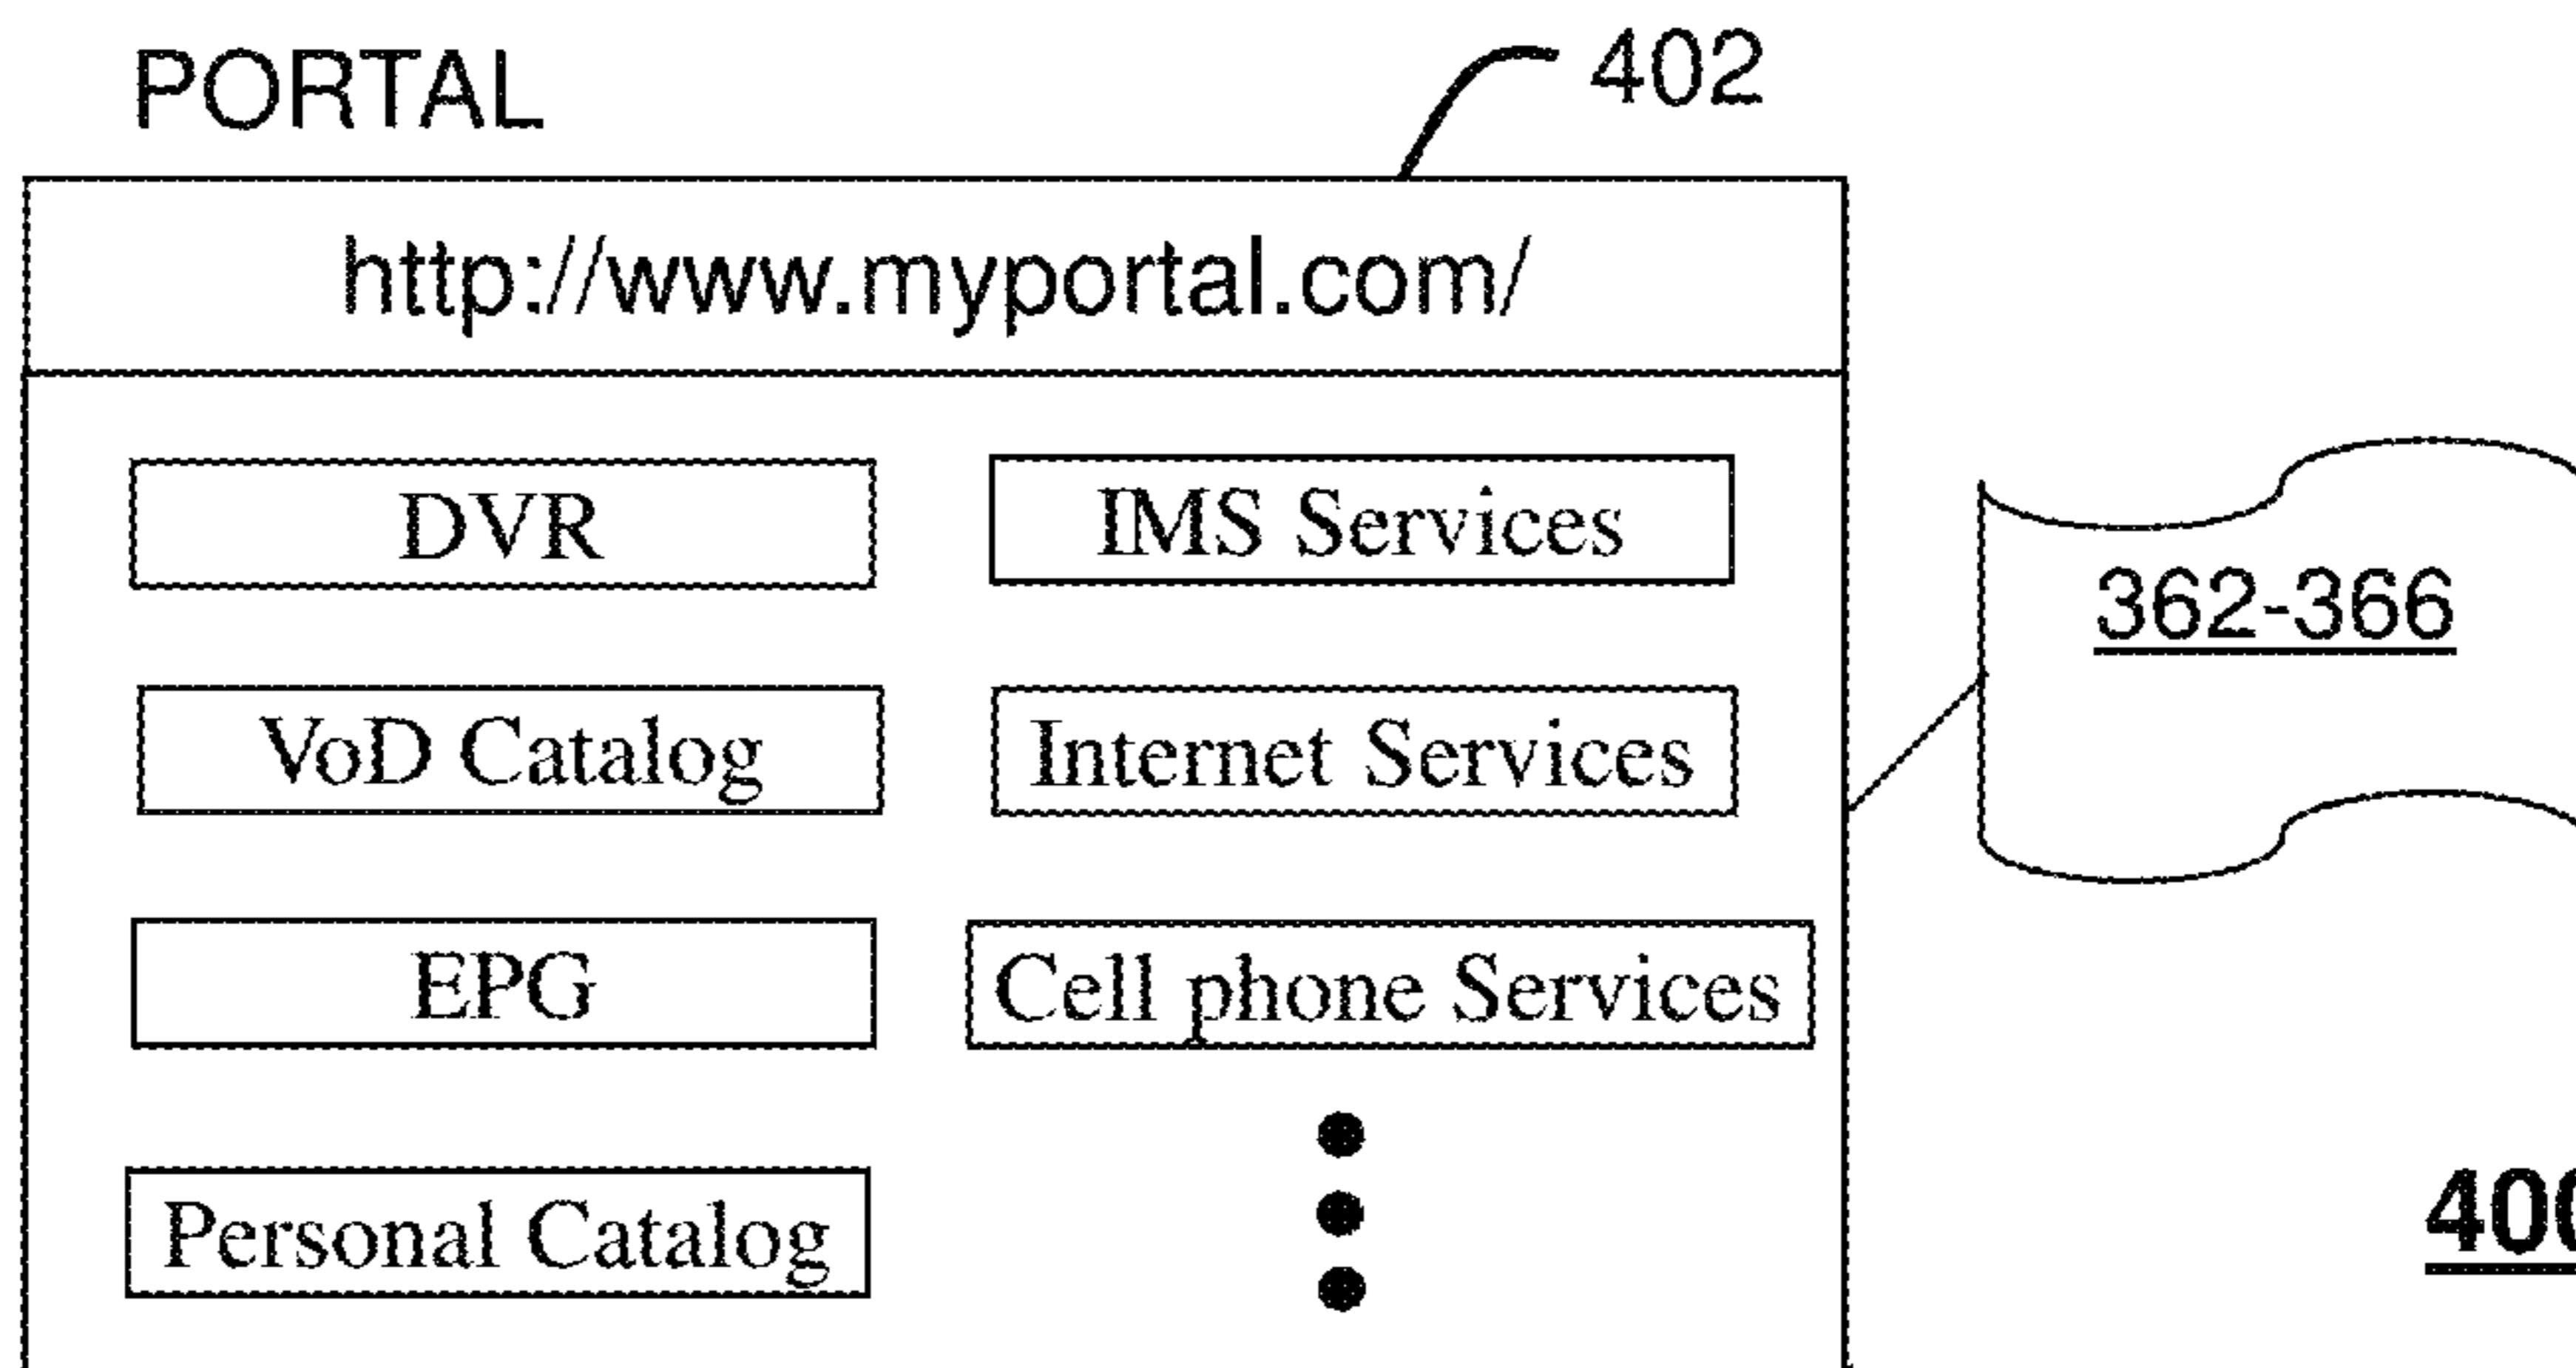 PORTAL
402
http://www.myportal.com/
DVR
IMS Services
362-366
VoD Catalog
Internet Services
EPG
Cell phone Services
Personal Catalog